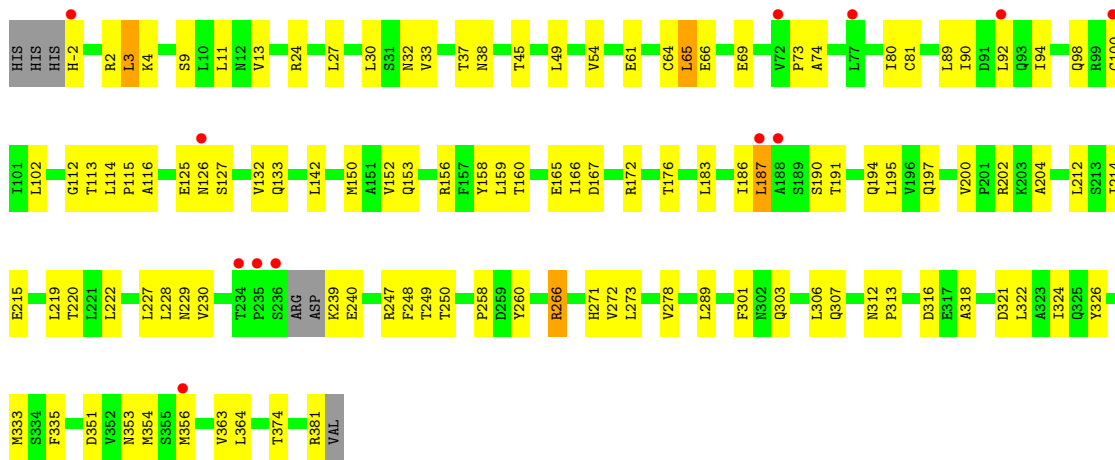 HIS HIS HIS H-2 R2 L3 K4 S9 L10 L11 N12 V13 R24 L27 L30 S31 N32 V33 T37 N38 T45 L49 V54 E61 C64 L65 E66 E69 V72 P73 A74 L77 I80 C81 L89 I90 D91 L92 Q93 I94 Q98 R99 C100
I101 L102 G112 T113 L114 P115 A116 E125 N126 S127 V132 Q133 L142 M150 A151 V152 Q153 R156 F157 Y158 L159 T160 E165 I166 D167 R172 T176 L183 I186 L187 A188 S189 S190 T191 Q194 L195 V196 Q197 V200 P201 R202 K203 A204 L212 S213 I214
E215 L219 T220 L221 L222 L227 L228 N229 V230 T234 P235 S236 ARG ASP K239 E240 R247 F248 T249 T250 P258 D259 Y260 R266 H271 V272 L273 V278 L289 F301 N302 Q303 L306 Q307 N312 P313 D316 E317 A318 D321 L322 A323 I324 Q325 Y326
M333 S334 F335 D351 V352 N353 M354 S355 M356 V363 L364 T374 R381 VAL